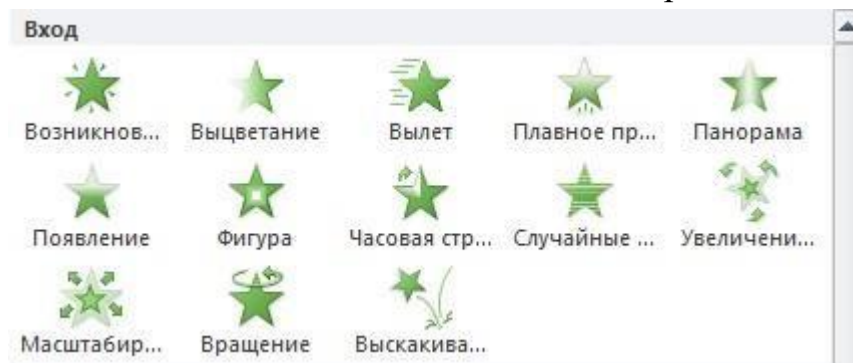 Вход
Возникнов... Выцветание Вылет Плавное пр... Панорама
Появление Фигура Часовая стр... Случайные ... Увеличени...
Масштабир... Вращение Выскакива...